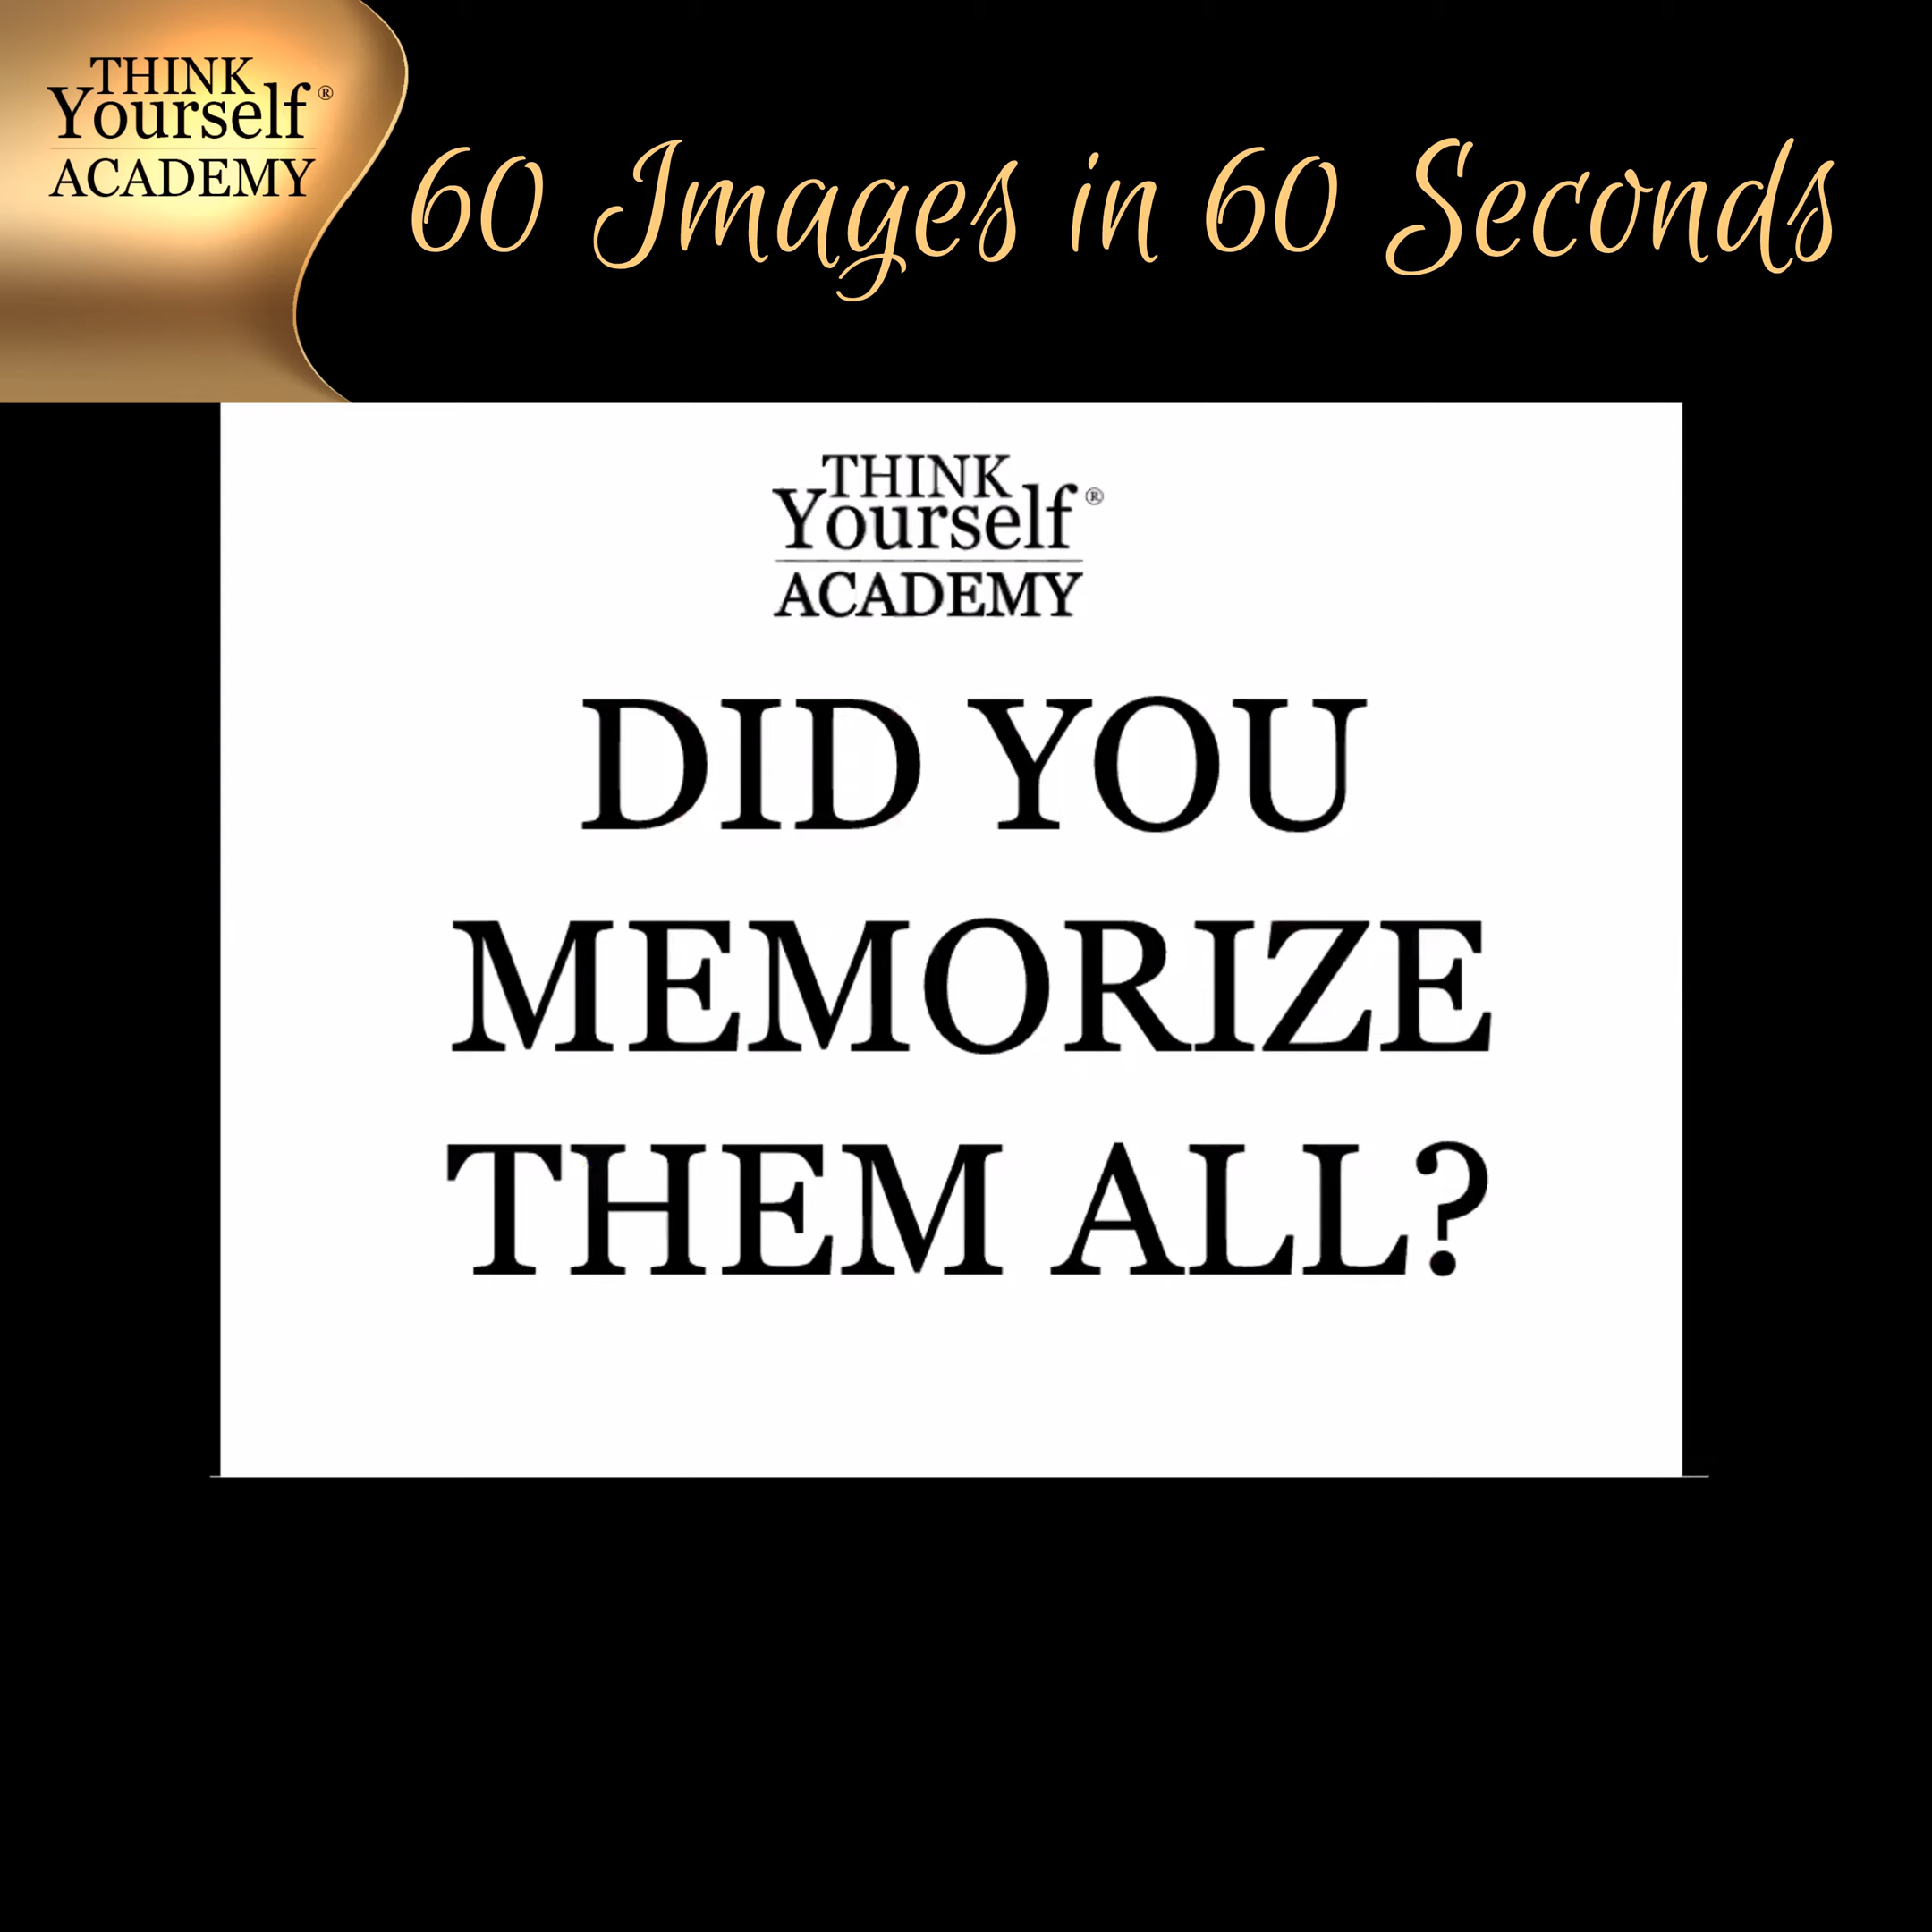 THINK
Yourself®
ACADEMY
60 Images in 60 Seconds
THINK
Yourself®
ACADEMY
DID YOU
MEMORIZE
THEM ALL?